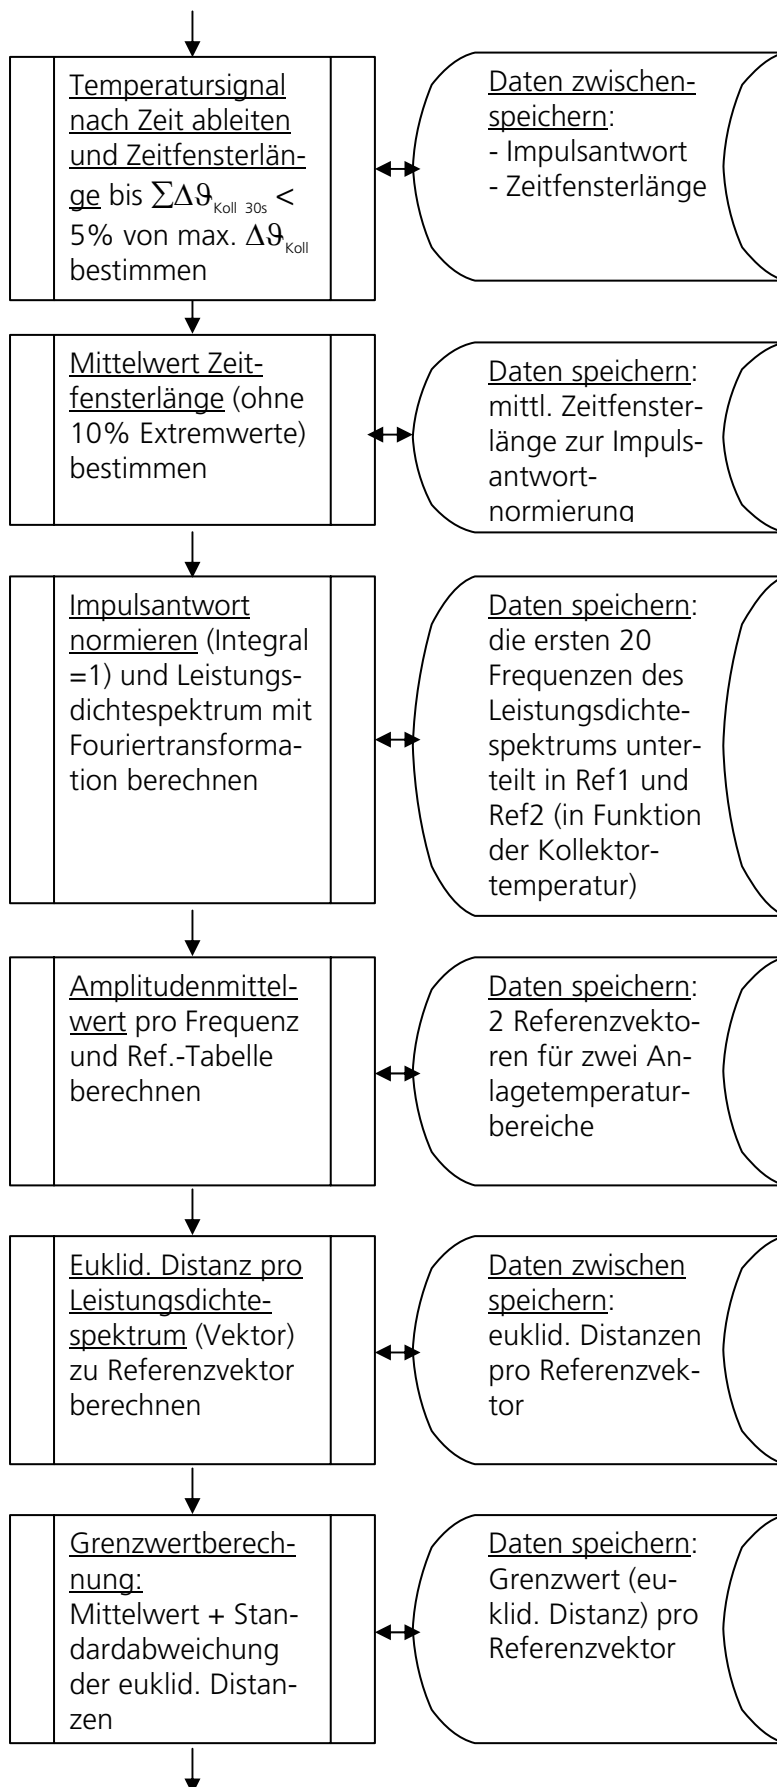 Temperatursignal
nach Zeit ableiten
und Zeitfensterlän-
ge bis ∑Δϑ Koll 30s <
5% von max. Δϑ Koll
bestimmen
Daten zwischen-
speichern:
- Impulsantwort
- Zeitfensterlänge
Mittelwert Zeit-
fensterlänge (ohne
10% Extremwerte)
bestimmen
Daten speichern:
mittl. Zeitfenster-
länge zur Impuls-
antwort-
normierung
Impulsantwort
normieren (Integral
=1) und Leistungs-
dichtespektrum mit
Fouriertransforma-
tion berechnen
Daten speichern:
die ersten 20
Frequenzen des
Leistungsdichte-
spektrums unter-
teilt in Ref1 und
Ref2 (in Funktion
der Kollektor-
temperatur)
Amplitudenmittel-
wert pro Frequenz
und Ref.-Tabelle
berechnen
Daten speichern:
2 Referenzvekto-
ren für zwei An-
lagetemperatur-
bereiche
Euklid. Distanz pro
Leistungsdichte-
spektrum (Vektor)
zu Referenzvektor
berechnen
Daten zwischen
speichern:
euklid. Distanzen
pro Referenzvek-
tor
Grenzwertberech-
nung:
Mittelwert + Stan-
dardabweichung
der euklid. Distan-
zen
Daten speichern:
Grenzwert (eu-
klid. Distanz) pro
Referenzvektor